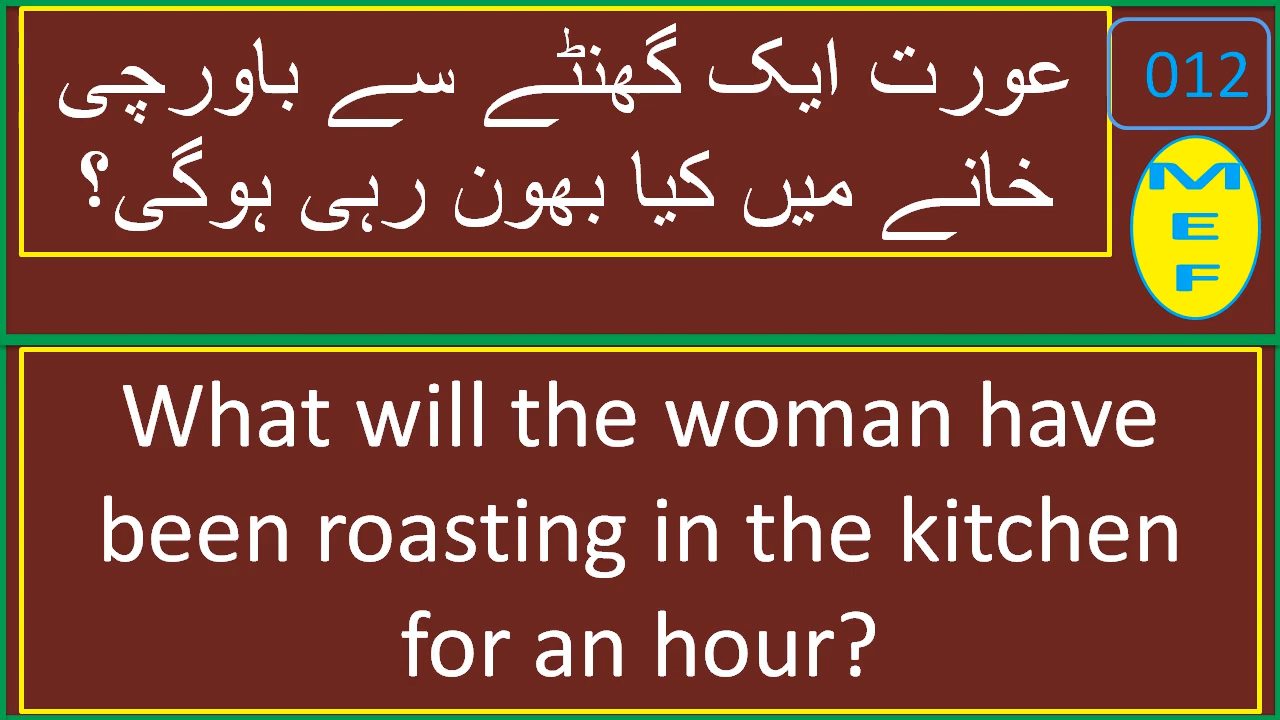 عورت ایک گھنٹے سے باورچی
خانے میں کیا بھون رہی ہوگی؟
012
M
E
F
What will the woman have
been roasting in the kitchen
for an hour?